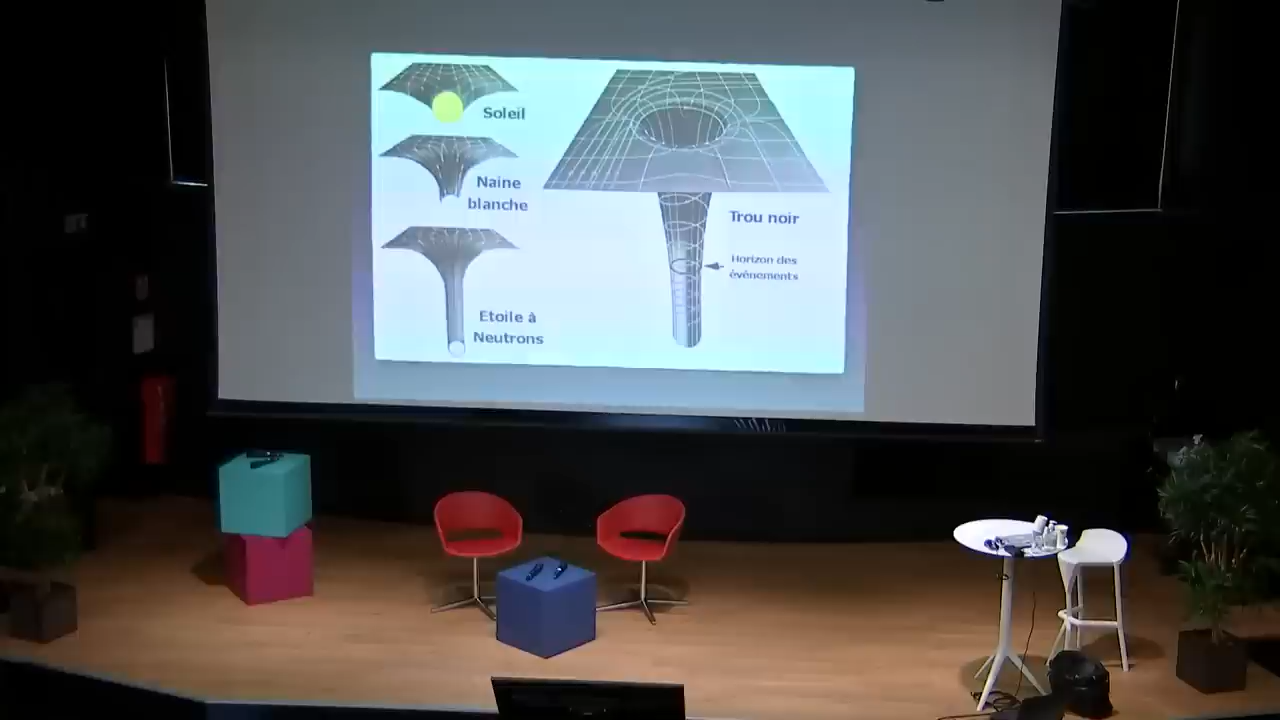 Soleil
Naine
blanche
Etoile à
Neutrons
Trou noir
Horizon des
événements